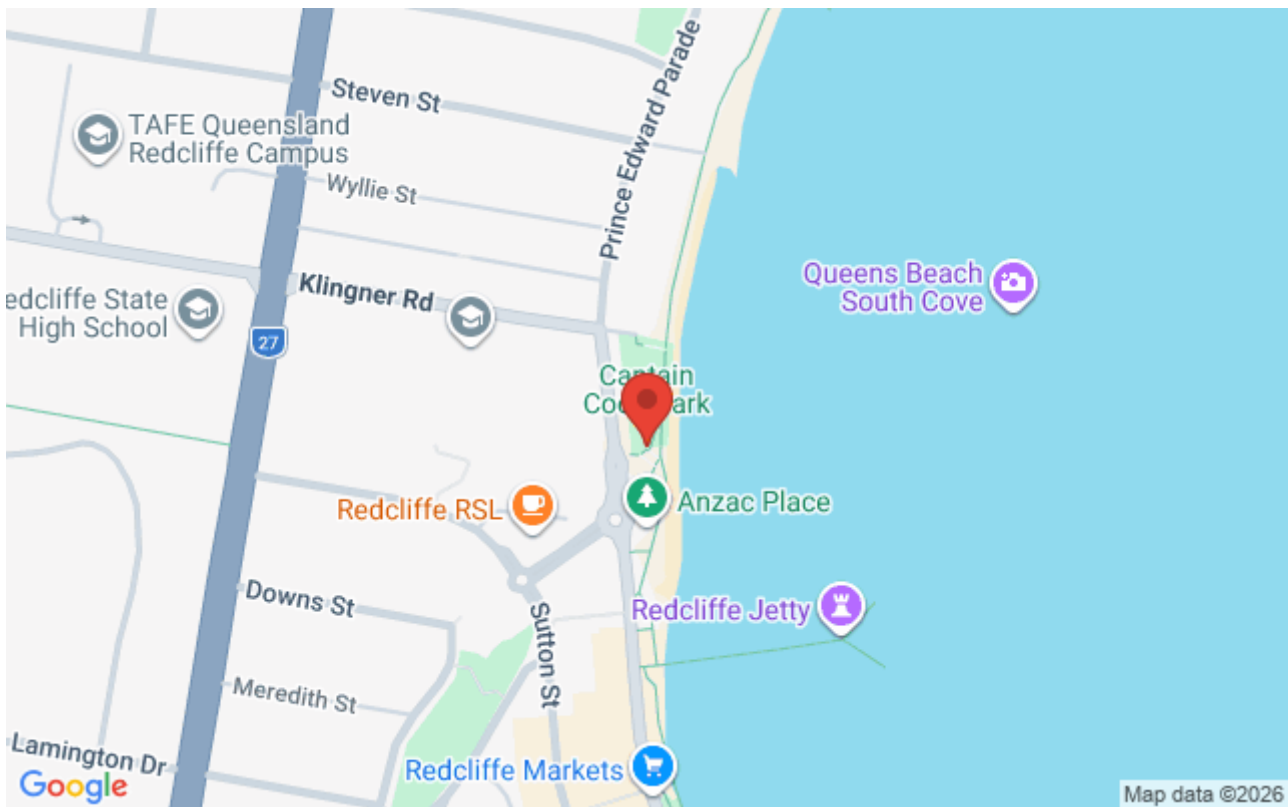 Prince Edward Parade
Steven St
TAFE Queensland
Redcliffe Campus
Wyllie St
Klingner Rd
Queens Beach
South Cove
edcliffe State
High School
27
Captain
Anzac Place
Redcliffe RSL
Downs St
Redcliffe Jetty
Sutton St
Meredith St
Lamington Dr
Redcliffe Markets
Google
Map data ©2026